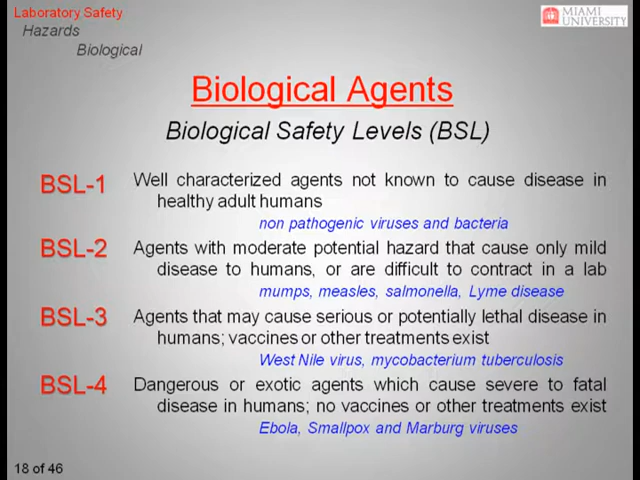 Laboratory Safety
Hazards
Biological
MIAMI
UNIVERSITY
Biological Agents
Biological Safety Levels (BSL)
BSL-1 Well characterized agents not known to cause disease in
healthy adult humans
non pathogenic viruses and bacteria
BSL-2 Agents with moderate potential hazard that cause only mild
disease to humans, or are difficult to contract in a lab
mumps, measles, salmonella, Lyme disease
BSL-3 Agents that may cause serious or potentially lethal disease in
humans; vaccines or other treatments exist
West Nile virus, mycobacterium tuberculosis
BSL-4 Dangerous or exotic agents which cause severe to fatal
disease in humans; no vaccines or other treatments exist
Ebola, Smallpox and Marburg viruses
18 of 46